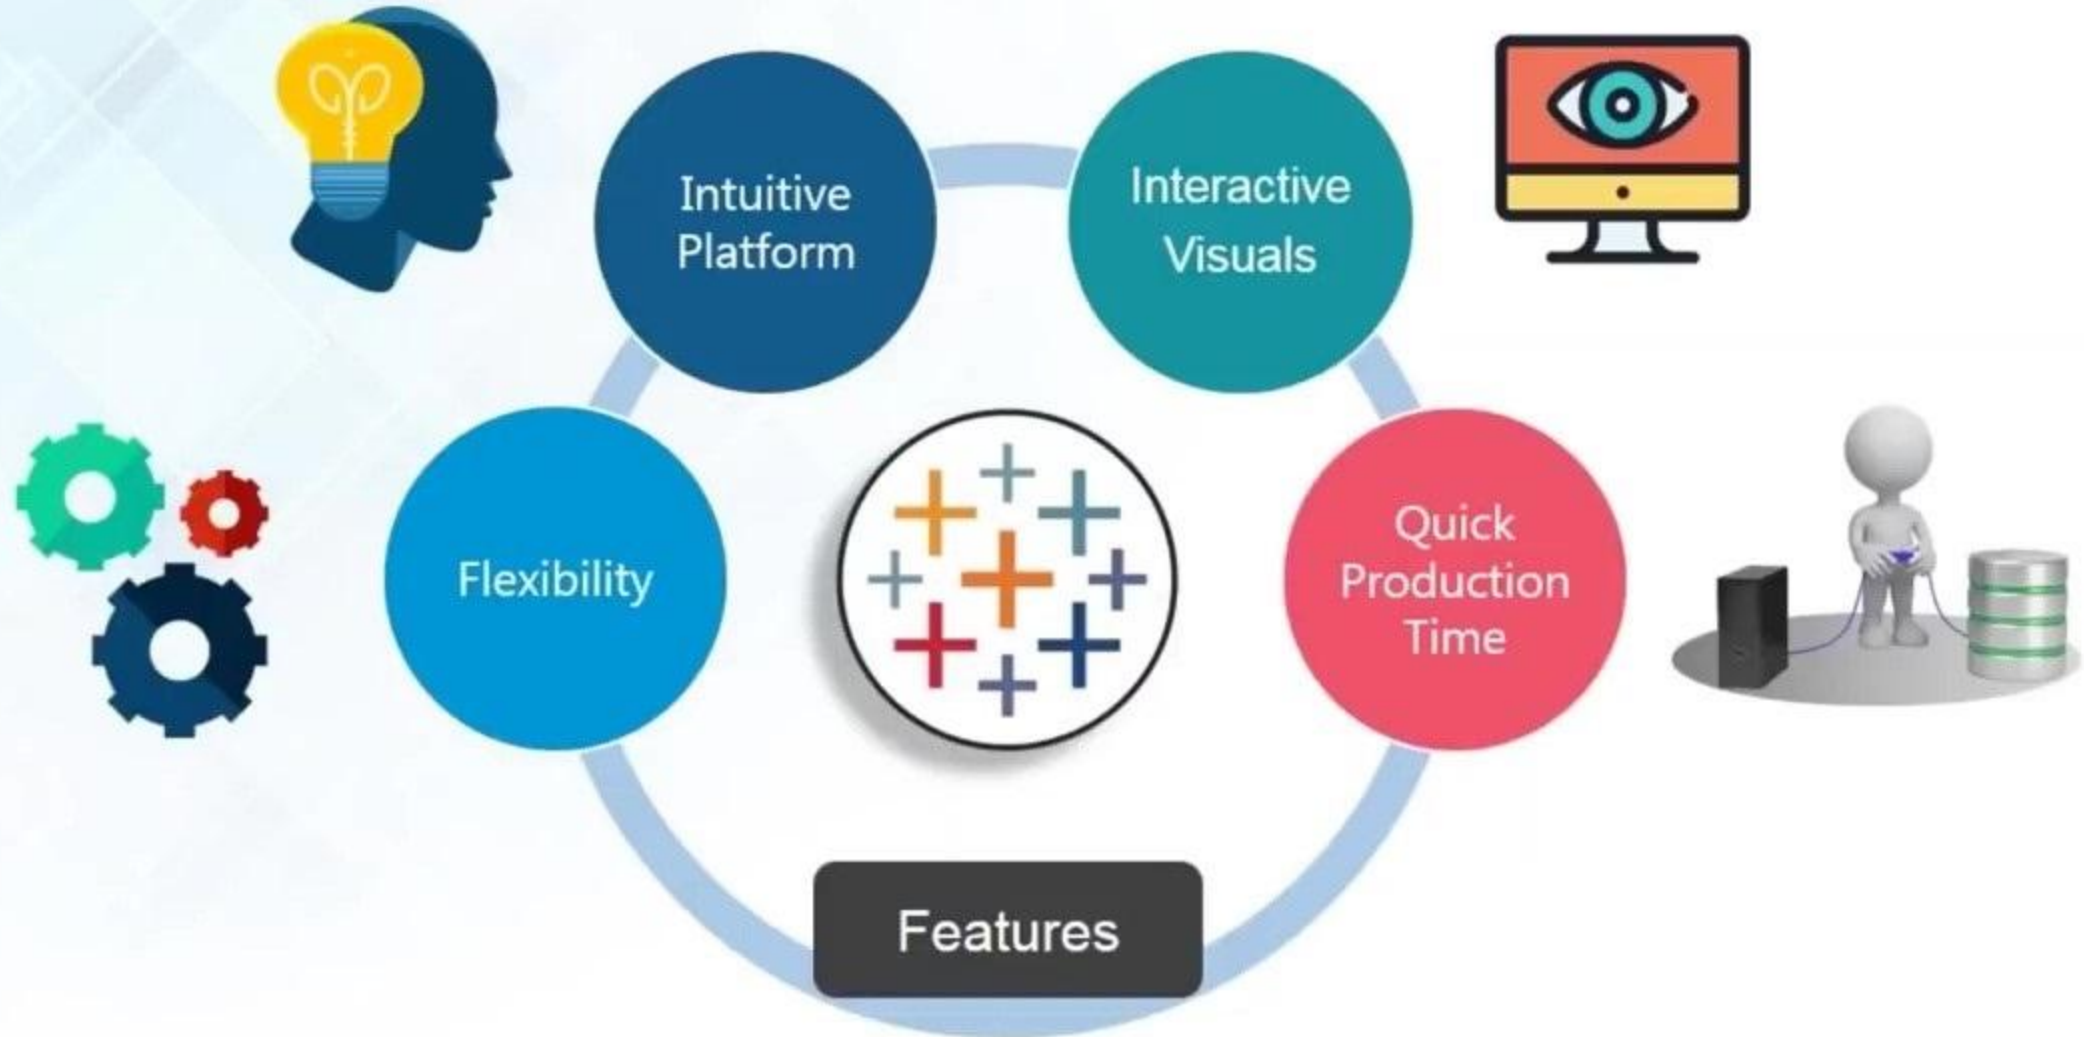 Intuitive
Platform
Interactive
Visuals
Flexibility
Quick
Production
Time
Features